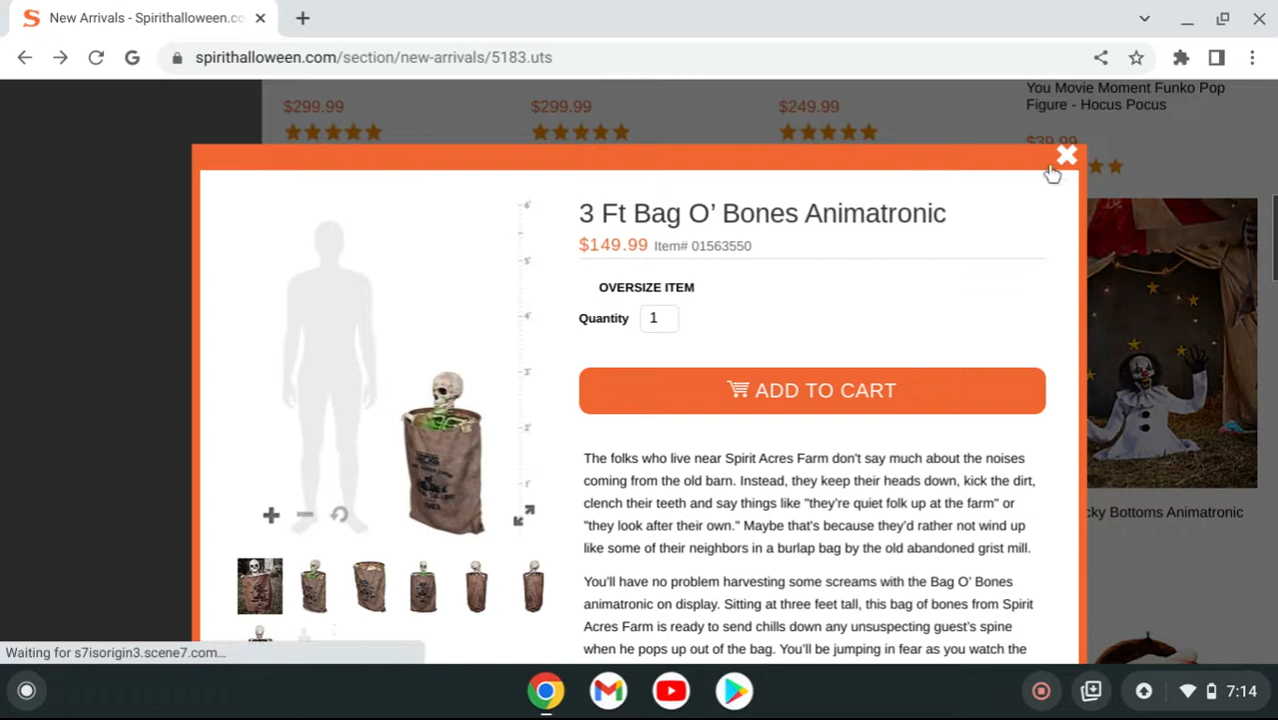 New Arrivals - Spirithalloween.co
spirithalloween.com/section/new-arrivals/5183.uts
$299.99
$299.99
$249.99
You Movie Moment Funko Pop
Figure - Hocus Pocus
$39.99
3 Ft Bag O’ Bones Animatronic
$149.99 Item# 01563550
OVERSIZE ITEM
Quantity 1
ADD TO CART
The folks who live near Spirit Acres Farm don't say much about the noises
coming from the old barn. Instead, they keep their heads down, kick the dirt,
clench their teeth and say things like "they’re quiet folk up at the farm" or
"they look after their own." Maybe that's because they’d rather not wind up
like some of their neighbors in a burlap bag by the old abandoned grist mill.
You’ll have no problem harvesting some screams with the Bag O’ Bones
animatronic on display. Sitting at three feet tall, this bag of bones from Spirit
Acres Farm is ready to send chills down any unsuspecting guest’s spine
when he pops up out of the bag. You’ll be jumping in fear as you watch the
6'
5'
4'
3'
2'
1'
cky Bottoms Animatronic
Waiting for s7isorigin3.scene7.com…
7:14